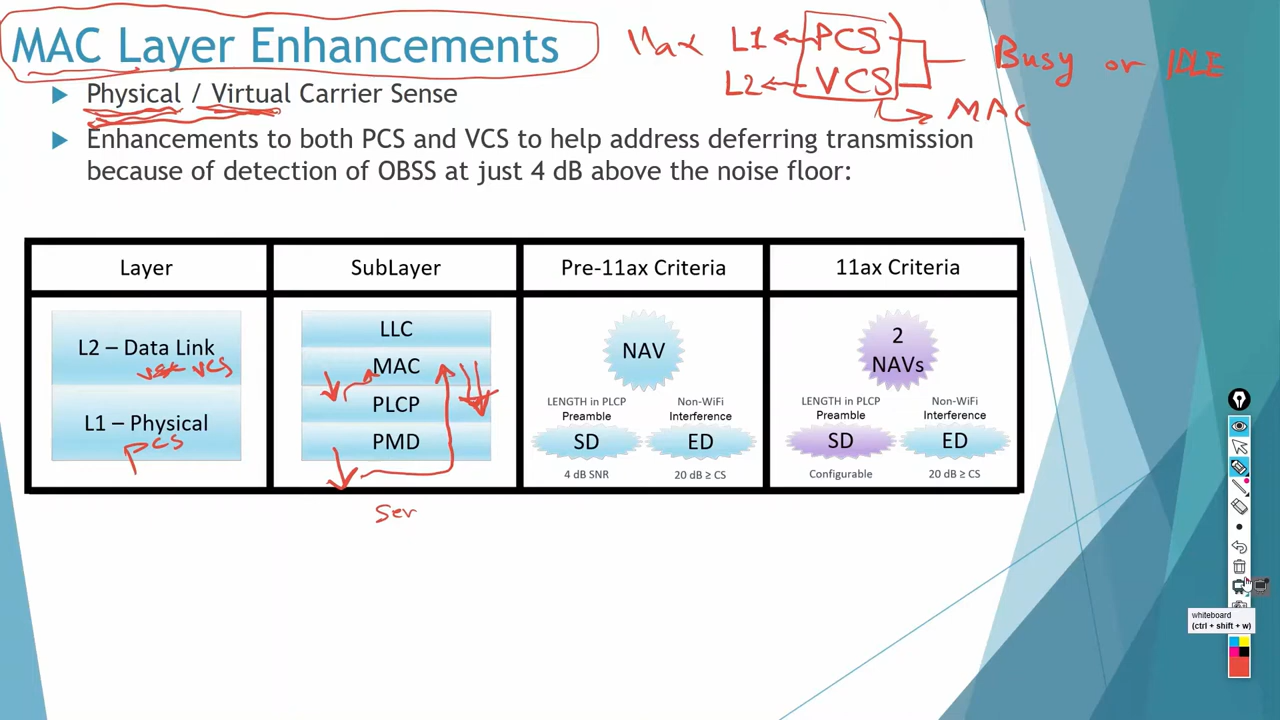 MAC Layer Enhancements
11ax L1 PCS
L2 VCS
Busy or IDLE
MAC
Physical / Virtual Carrier Sense
Enhancements to both PCS and VCS to help address deferring transmission
because of detection of OBSS at just 4 dB above the noise floor:
Layer SubLayer Pre-11ax Criteria 11ax Criteria
L2 – Data Link
VCS
L1 – Physical
PCS
LLC
MAC
PLCP
PMD
Ser
NAV
LENGTH in PLCP Non-WiFi
Preamble Interference
SD ED
4 dB SNR 20 dB ≥ CS
2
NAVs
LENGTH in PLCP Non-WiFi
Preamble Interference
SD ED
Configurable 20 dB ≥ CS
whiteboard
(ctrl + shift + w)